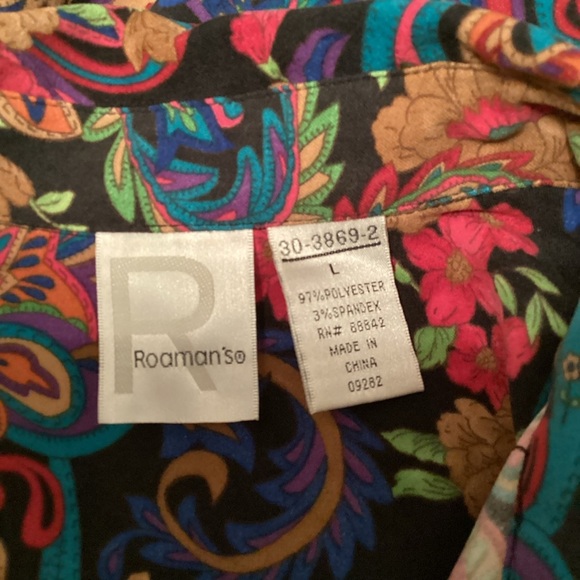 R
Roaman's®
30-3869-2
L
97%POLYESTER
3%SPANDEX
RN# 88842
MADE IN
CHINA
09282